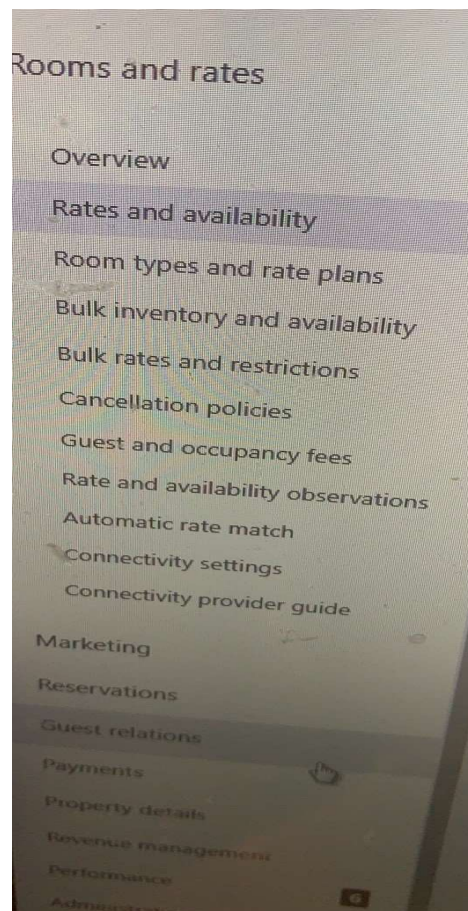 Rooms and rates
Overview
Rates and availability
Room types and rate plans
Bulk inventory and availability
Bulk rates and restrictions
Cancellation policies
Guest and occupancy fees
Rate and availability observations
Automatic rate match
Connectivity settings
Connectivity provider guide
Marketing
Reservations
Guest relations
Payments
Property details
Revenue management
Performance
6